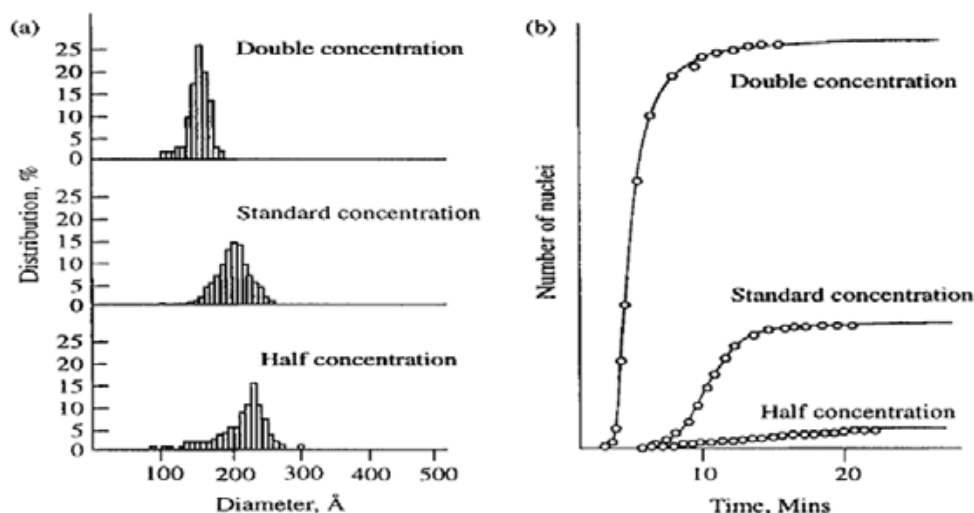 (a)
Double concentration
25
20
15
10
5
0
Distribution, %
Standard concentration
25
20
15
10
5
0
Half concentration
25
20
15
10
5
0
100 200 300 400 500
Diameter, Å
(b)
Number of nuclei
Double concentration
Standard concentration
Half concentration
10 20
Time, Mins